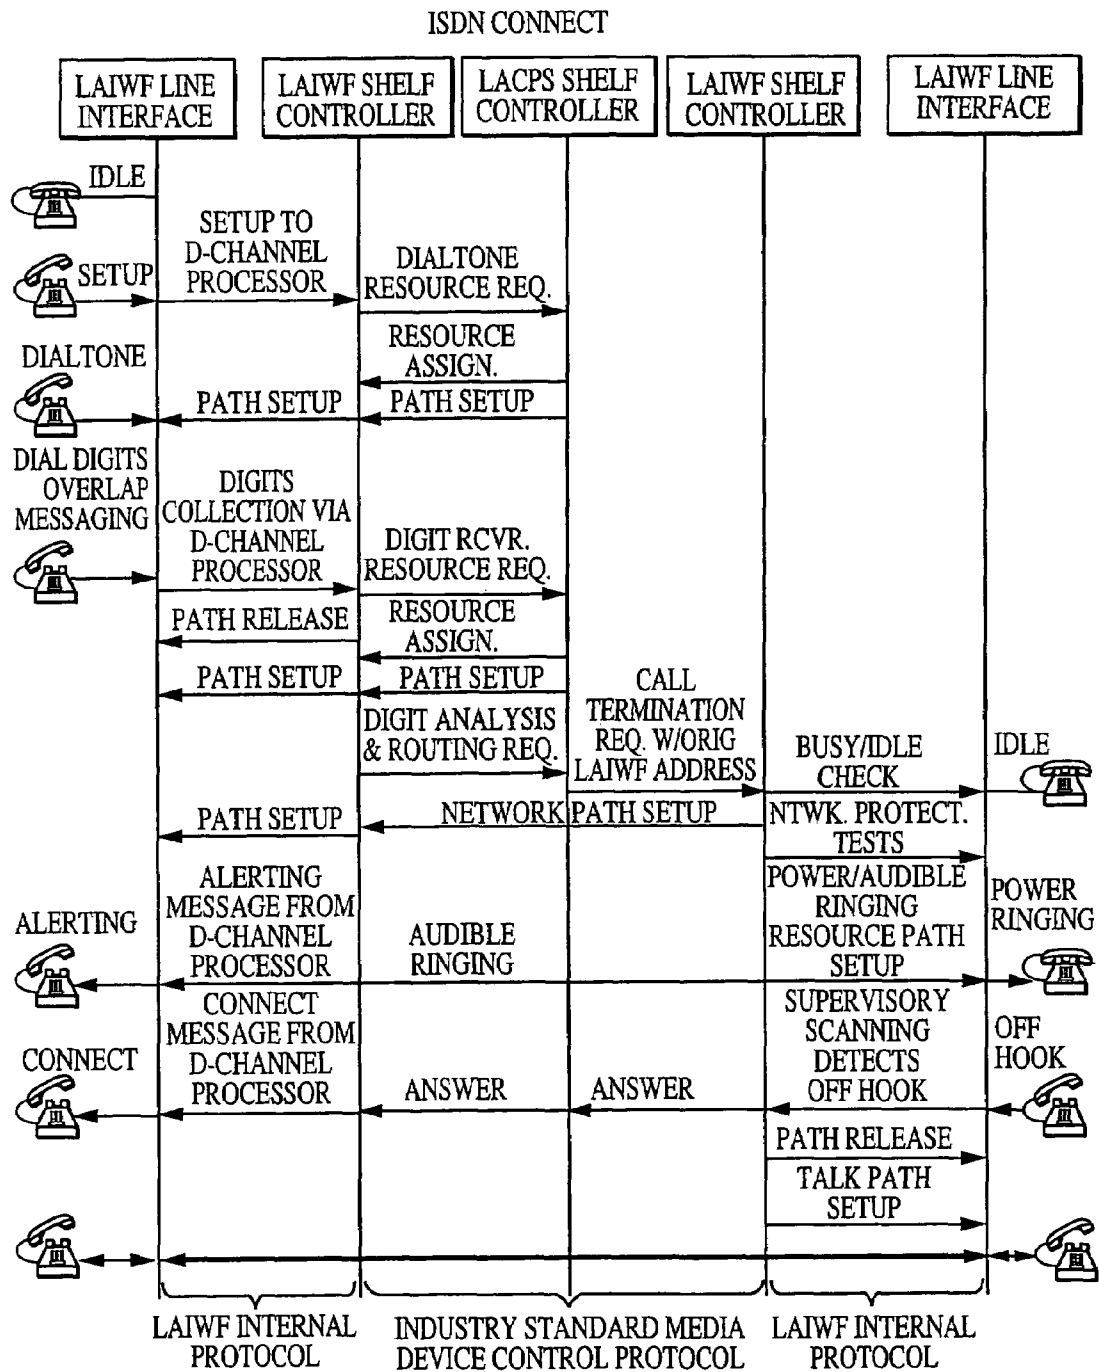 ISDN CONNECT
LAIWF LINE
INTERFACE
LAIWF SHELF
CONTROLLER
LACPS SHELF
CONTROLLER
LAIWF SHELF
CONTROLLER
LAIWF LINE
INTERFACE
IDLE
SETUP
SETUP TO
D-CHANNEL
PROCESSOR
DIALTONE
RESOURCE REQ.
RESOURCE
ASSIGN.
DIALTONE
PATH SETUP
PATH SETUP
DIAL DIGITS
OVERLAP
MESSAGING
DIGITS
COLLECTION VIA
D-CHANNEL
PROCESSOR
DIGIT RCVR.
RESOURCE REQ.
PATH RELEASE
RESOURCE
ASSIGN.
PATH SETUP
PATH SETUP
DIGIT ANALYSIS
& ROUTING REQ.
CALL
TERMINATION
REQ. W/ORIG
LAIWF ADDRESS
BUSY/IDLE
CHECK
IDLE
PATH SETUP
NETWORK PATH SETUP
NTWK. PROTECT.
TESTS
ALERTING
ALERTING
MESSAGE FROM
D-CHANNEL
PROCESSOR
AUDIBLE
RINGING
POWER/AUDIBLE
RINGING
RESOURCE PATH
SETUP
POWER
RINGING
CONNECT
CONNECT
MESSAGE FROM
D-CHANNEL
PROCESSOR
ANSWER
ANSWER
SUPERVISORY
SCANNING
DETECTS
OFF HOOK
OFF
HOOK
PATH RELEASE
TALK PATH
SETUP
LAIWF INTERNAL
PROTOCOL
INDUSTRY STANDARD MEDIA
DEVICE CONTROL PROTOCOL
LAIWF INTERNAL
PROTOCOL